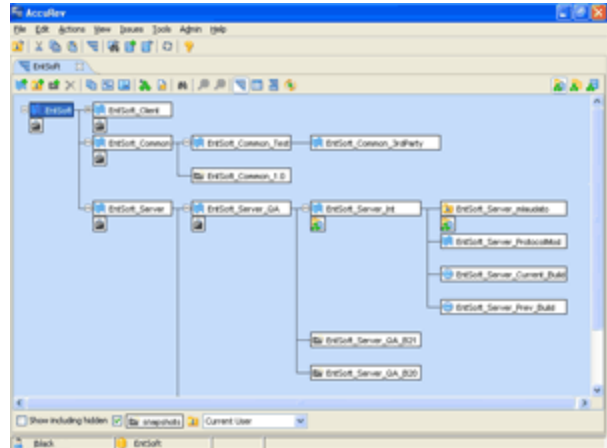 AccuRev
File Edit Actions View Issues Tools Admin Help
EntSoft
EntSoft EntSoft_Client
EntSoft_Common EntSoft_Common_Test EntSoft_Common_3rdParty
EntSoft_Common_1.0
EntSoft_Server EntSoft_Server_QA EntSoft_Server_Int EntSoft_Server_mlaudato
EntSoft_Server_ProtocolMod
EntSoft_Server_Current_Build
EntSoft_Server_Prev_Build
EntSoft_Server_QA_B21
EntSoft_Server_QA_B20
Show including hidden snapshots Current User
Black EntSoft